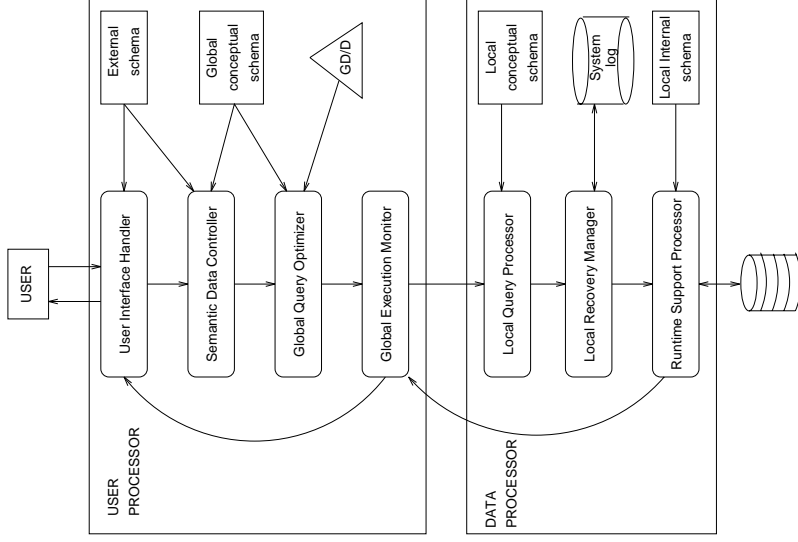 USER
USER
PROCESSOR
User Interface Handler
External
schema
Semantic Data Controller
Global
conceptual
schema
Global Query Optimizer
GD/D
Global Execution Monitor
DATA
PROCESSOR
Local Query Processor
Local
conceptual
schema
Local Recovery Manager
System
log
Runtime Support Processor
Local Internal
schema